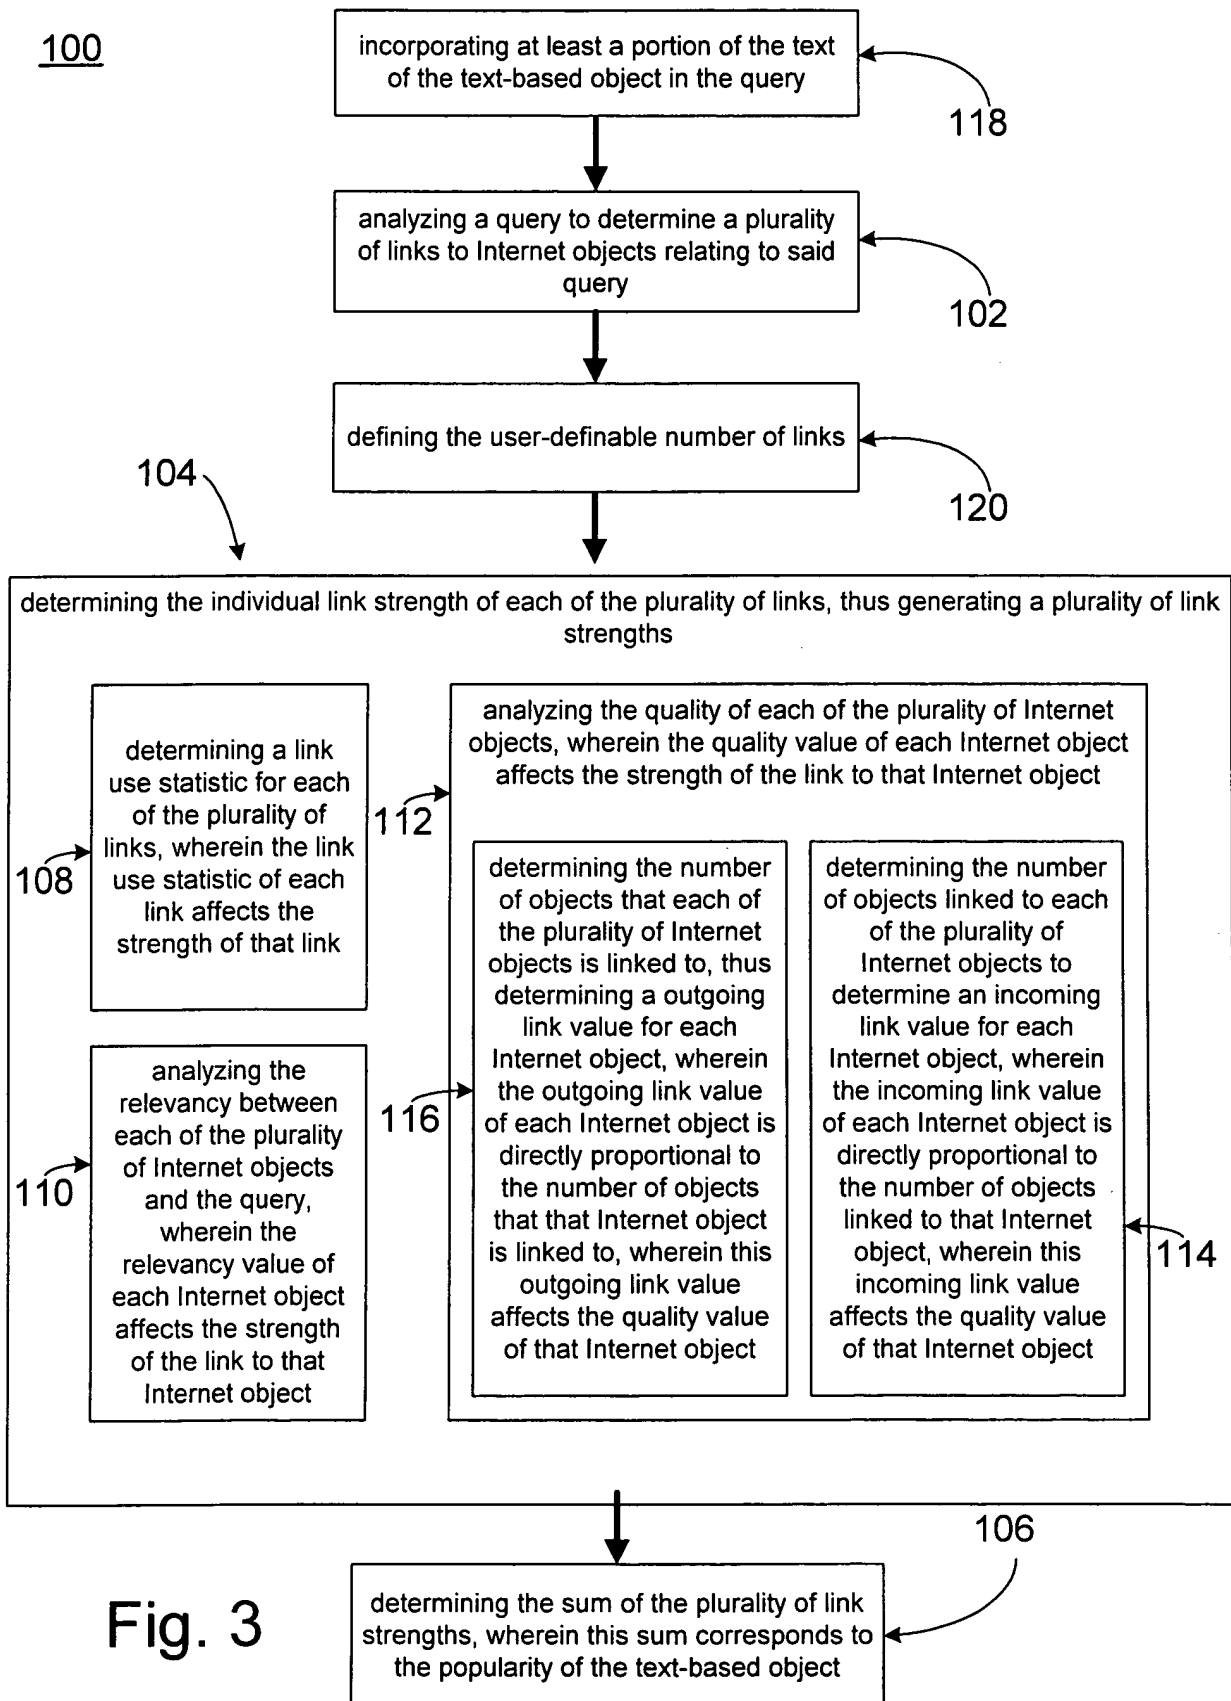 100
incorporating at least a portion of the text
of the text-based object in the query
118
analyzing a query to determine a plurality
of links to Internet objects relating to said
query
102
defining the user-definable number of links
120
104
determining the individual link strength of each of the plurality of links, thus generating a plurality of link
strengths
determining a link
use statistic for each
of the plurality of
links, wherein the link
use statistic of each
link affects the
strength of that link
108
analyzing the
relevancy between
each of the plurality
of Internet objects
and the query,
wherein the
relevancy value of
each Internet object
affects the strength
of the link to that
Internet object
110
analyzing the quality of each of the plurality of Internet
objects, wherein the quality value of each Internet object
affects the strength of the link to that Internet object
112
determining the number
of objects that each of
the plurality of Internet
objects is linked to, thus
determining a outgoing
link value for each
Internet object, wherein
the outgoing link value
of each Internet object is
directly proportional to
the number of objects
that that Internet object
is linked to, wherein this
outgoing link value
affects the quality value
of that Internet object
116
determining the number
of objects linked to each
of the plurality of
Internet objects to
determine an incoming
link value for each
Internet object, wherein
the incoming link value
of each Internet object is
directly proportional to
the number of objects
linked to that Internet
object, wherein this
incoming link value
affects the quality value
of that Internet object
114
106
determining the sum of the plurality of link
strengths, wherein this sum corresponds to
the popularity of the text-based object
Fig. 3